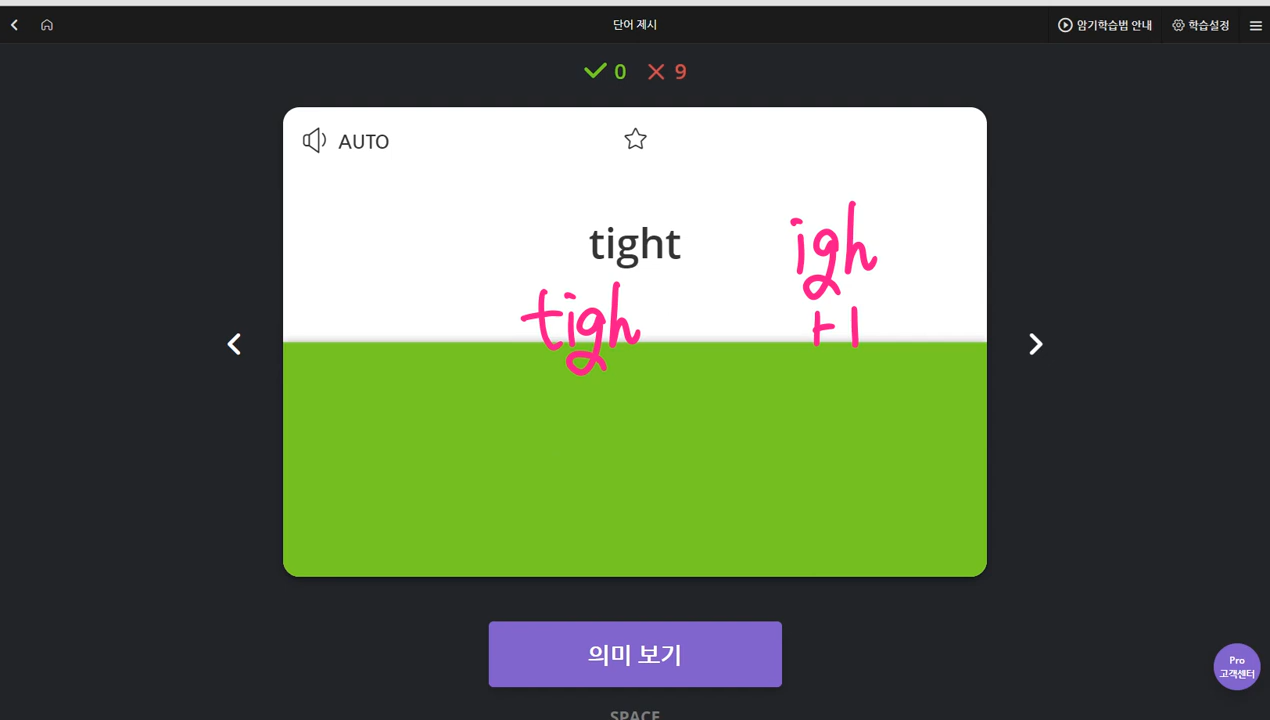 단어 제시
암기학습법 안내
학습설정
0
9
AUTO
tight
igh
tigh
의미 보기
Pro
고객센터
SPACE